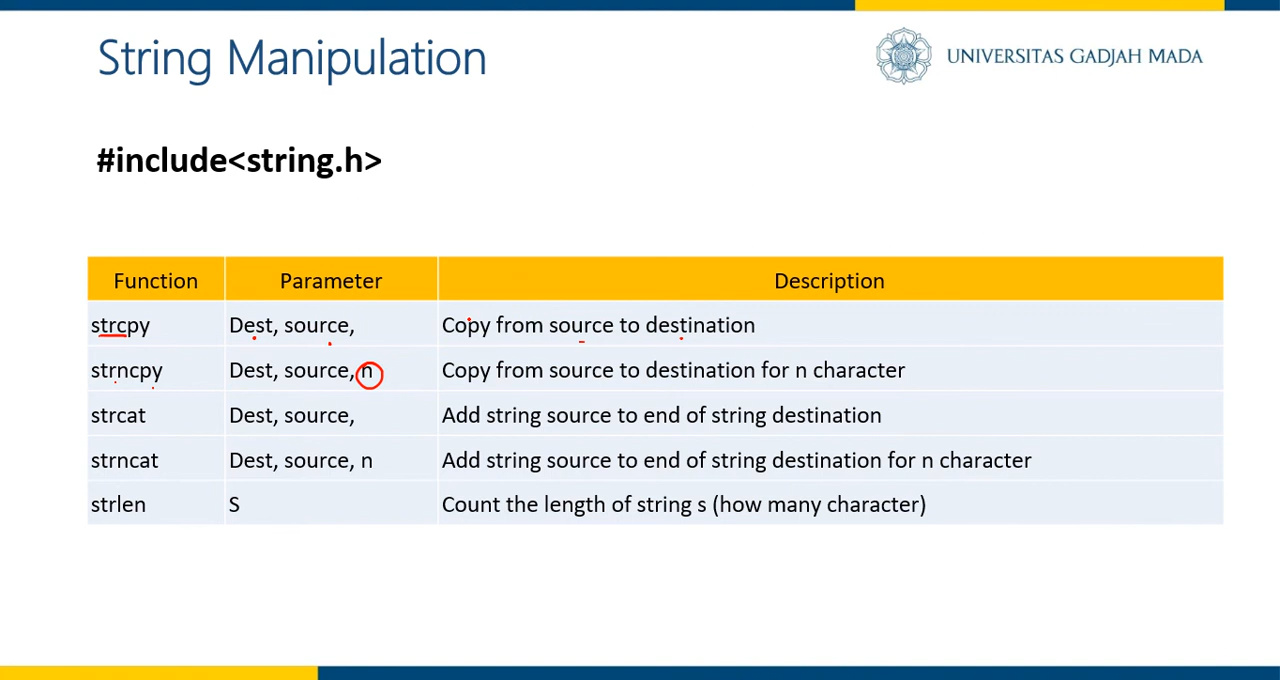 String Manipulation
UNIVERSITAS GADJAH MADA
#include<string.h>
Function Parameter Description
strcpy Dest, source, Copy from source to destination
strncpy Dest, source, n Copy from source to destination for n character
strcat Dest, source, Add string source to end of string destination
strncat Dest, source, n Add string source to end of string destination for n character
strlen S Count the length of string s (how many character)